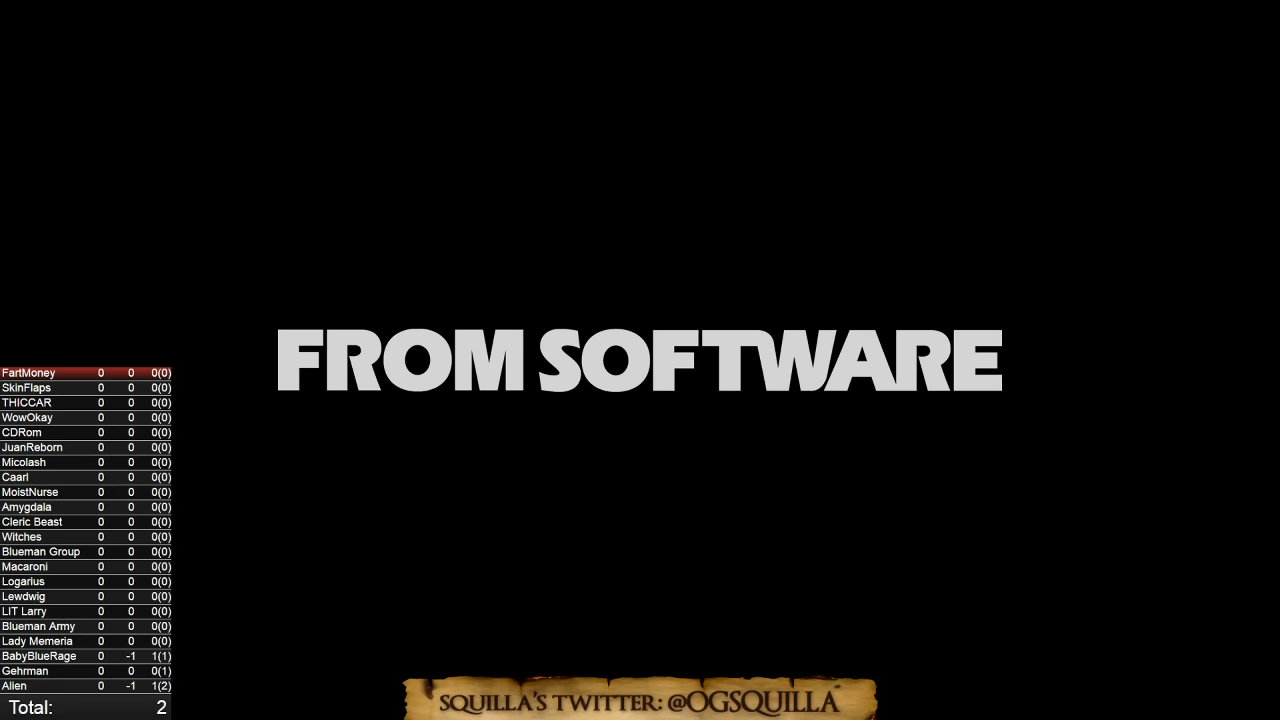 FROM SOFTWARE
FartMoney 0 0 0(0)
SkinFlaps 0 0 0(0)
THICCAR 0 0 0(0)
WowOkay 0 0 0(0)
CDRom 0 0 0(0)
JuanReborn 0 0 0(0)
Micolash 0 0 0(0)
Caarl 0 0 0(0)
MoistNurse 0 0 0(0)
Amygdala 0 0 0(0)
Cleric Beast 0 0 0(0)
Witches 0 0 0(0)
Blueman Group 0 0 0(0)
Macaroni 0 0 0(0)
Logarius 0 0 0(0)
Lewdwig 0 0 0(0)
LIT Larry 0 0 0(0)
Blueman Army 0 0 0(0)
Lady Memeria 0 0 0(0)
BabyBlueRage 0 -1 1(1)
Gehrman 0 0 0(1)
Alien 0 -1 1(2)
Total: 2
SQUILLA'S TWITTER: @OGSQUILLA